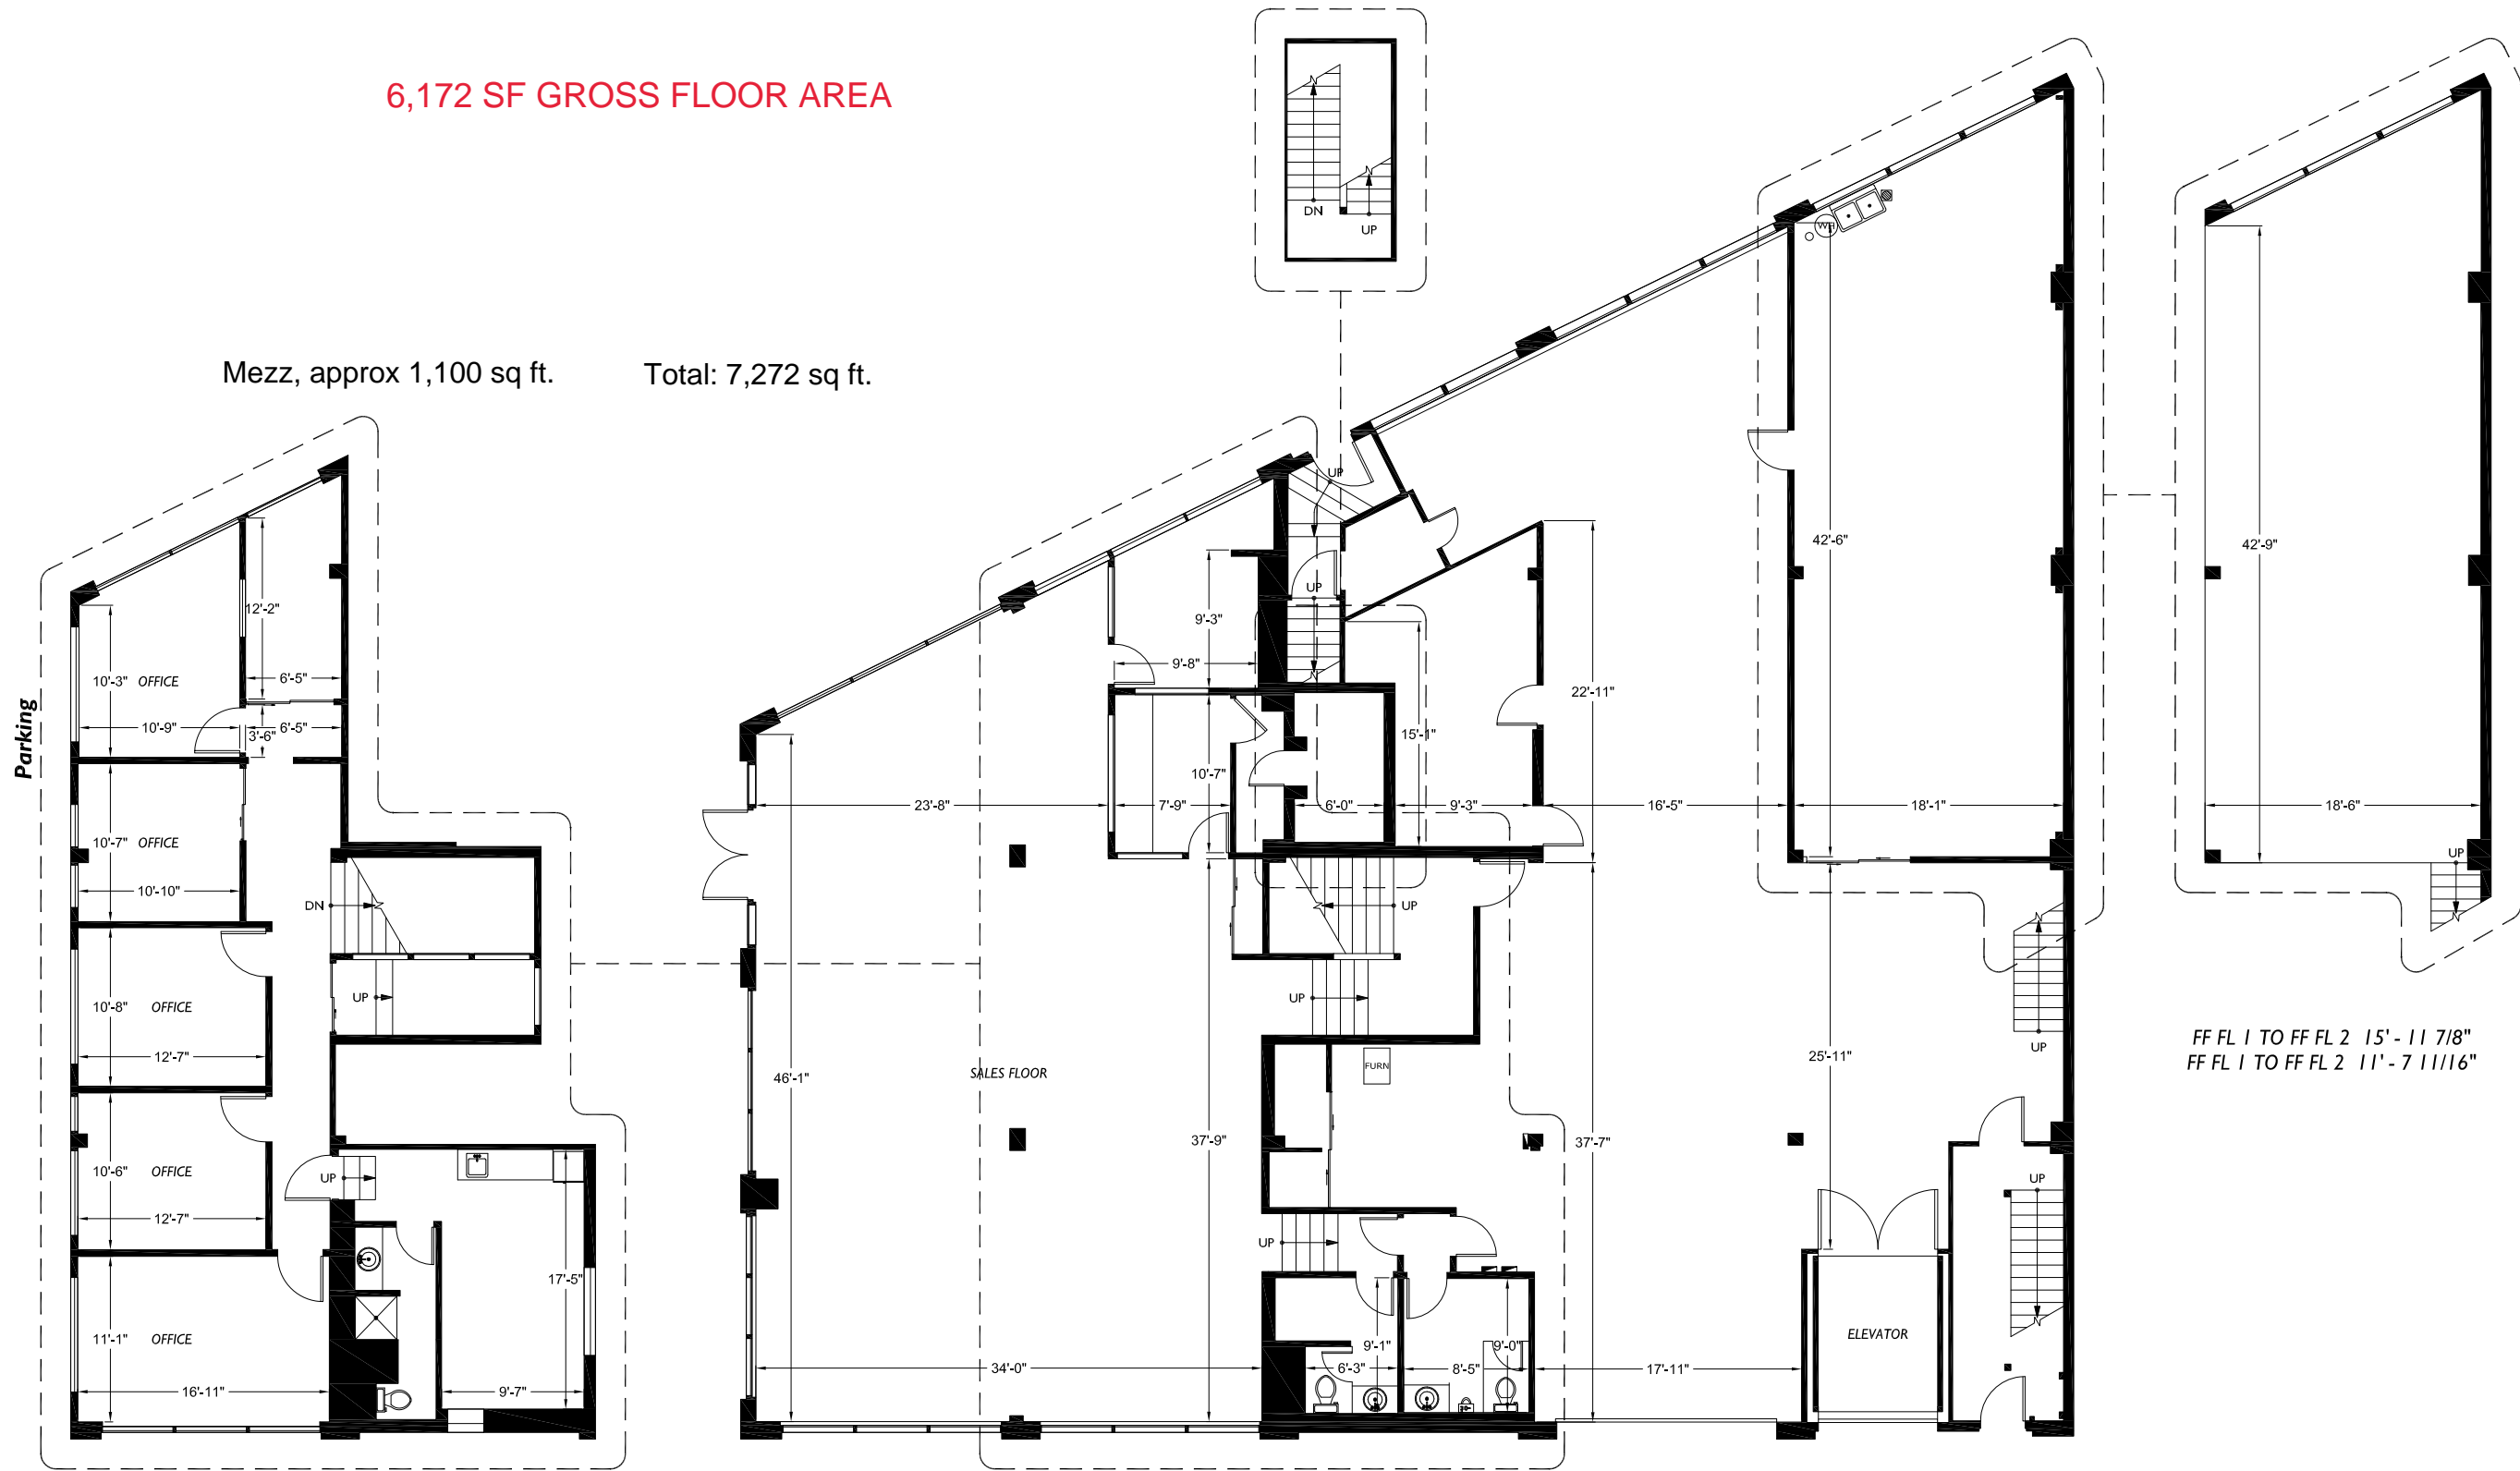 6,172 SF GROSS FLOOR AREA
DN
UP
WH
Mezz, approx 1,100 sq ft. Total: 7,272 sq ft.
Parking
12'-2"
10'-3" OFFICE
6'-5"
10'-9"
3'-6"
6'-5"
10'-7" OFFICE
10'-10"
DN
10'-8" OFFICE
UP
12'-7"
10'-6" OFFICE
UP
12'-7"
17'-5"
11'-1" OFFICE
16'-11"
9'-7"
UP
UP
9'-3"
9'-8"
22'-11"
15'-1"
10'-7"
42'-6"
23'-8"
7'-9"
6'-0"
9'-3"
16'-5"
18'-1"
UP
UP
UP
46'-1"
SALES FLOOR
FURN
25'-11"
37'-9"
37'-7"
UP
UP
ELEVATOR
9'-1"
9'-0"
34'-0"
6'-3"
8'-5"
17'-11"
42'-9"
18'-6"
UP
FF FL 1 TO FF FL 2 15' - 11 7/8"
FF FL 1 TO FF FL 2 11' - 7 11/16"